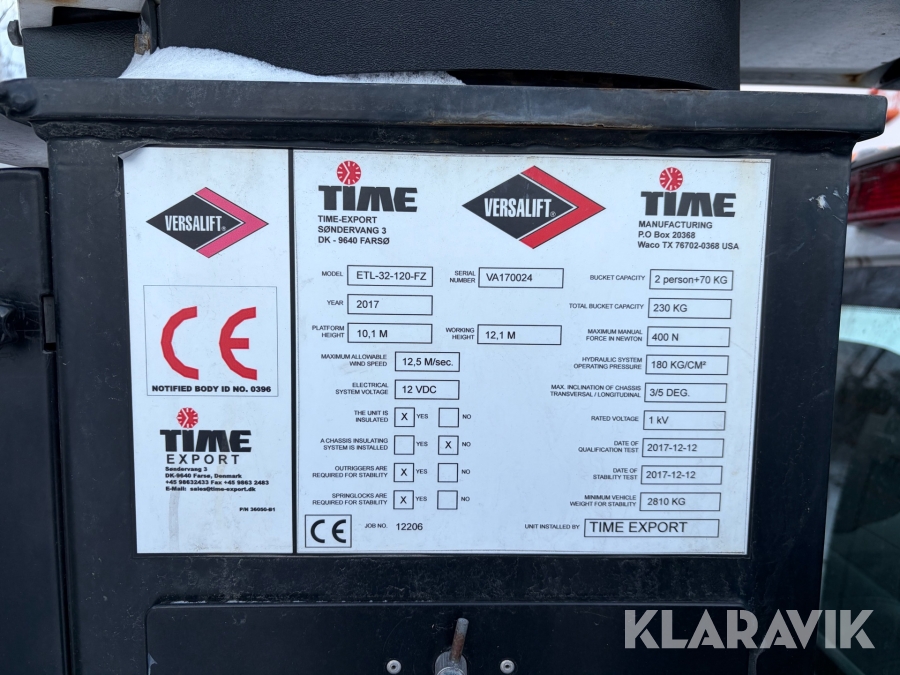 VERSALIFT®
CE
NOTIFIED BODY ID NO. 0396
TIME
EXPORT
Søndervang 3
DK-9640 Farsø, Denmark
+45 98632433 Fax +45 9863 2483
E-Mail: sales@time-export.dk
P/N 36050-B1
TIME
TIME-EXPORT
SØNDERVANG 3
DK - 9640 FARSØ
VERSALIFT®
TIME
MANUFACTURING
P.O Box 20368
Waco TX 76702-0368 USA
MODEL ETL-32-120-FZ SERIAL NUMBER VA170024
YEAR 2017
PLATFORM HEIGHT 10,1 M WORKING HEIGHT 12,1 M
MAXIMUM ALLOWABLE WIND SPEED 12,5 M/sec.
ELECTRICAL SYSTEM VOLTAGE 12 VDC
THE UNIT IS INSULATED X YES NO
A CHASSIS INSULATING SYSTEM IS INSTALLED YES X NO
OUTRIGGERS ARE REQUIRED FOR STABILITY X YES NO
SPRINGLOCKS ARE REQUIRED FOR STABILITY X YES NO
CE JOB NO. 12206
BUCKET CAPACITY 2 person+70 KG
TOTAL BUCKET CAPACITY 230 KG
MAXIMUM MANUAL FORCE IN NEWTON 400 N
HYDRAULIC SYSTEM OPERATING PRESSURE 180 KG/CM²
MAX. INCLINATION OF CHASSIS TRANSVERSAL / LONGITUDINAL 3/5 DEG.
RATED VOLTAGE 1 kV
DATE OF QUALIFICATION TEST 2017-12-12
DATE OF STABILITY TEST 2017-12-12
MINIMUM VEHICLE WEIGHT FOR STABILITY 2810 KG
UNIT INSTALLED BY TIME EXPORT
KLARAVIK